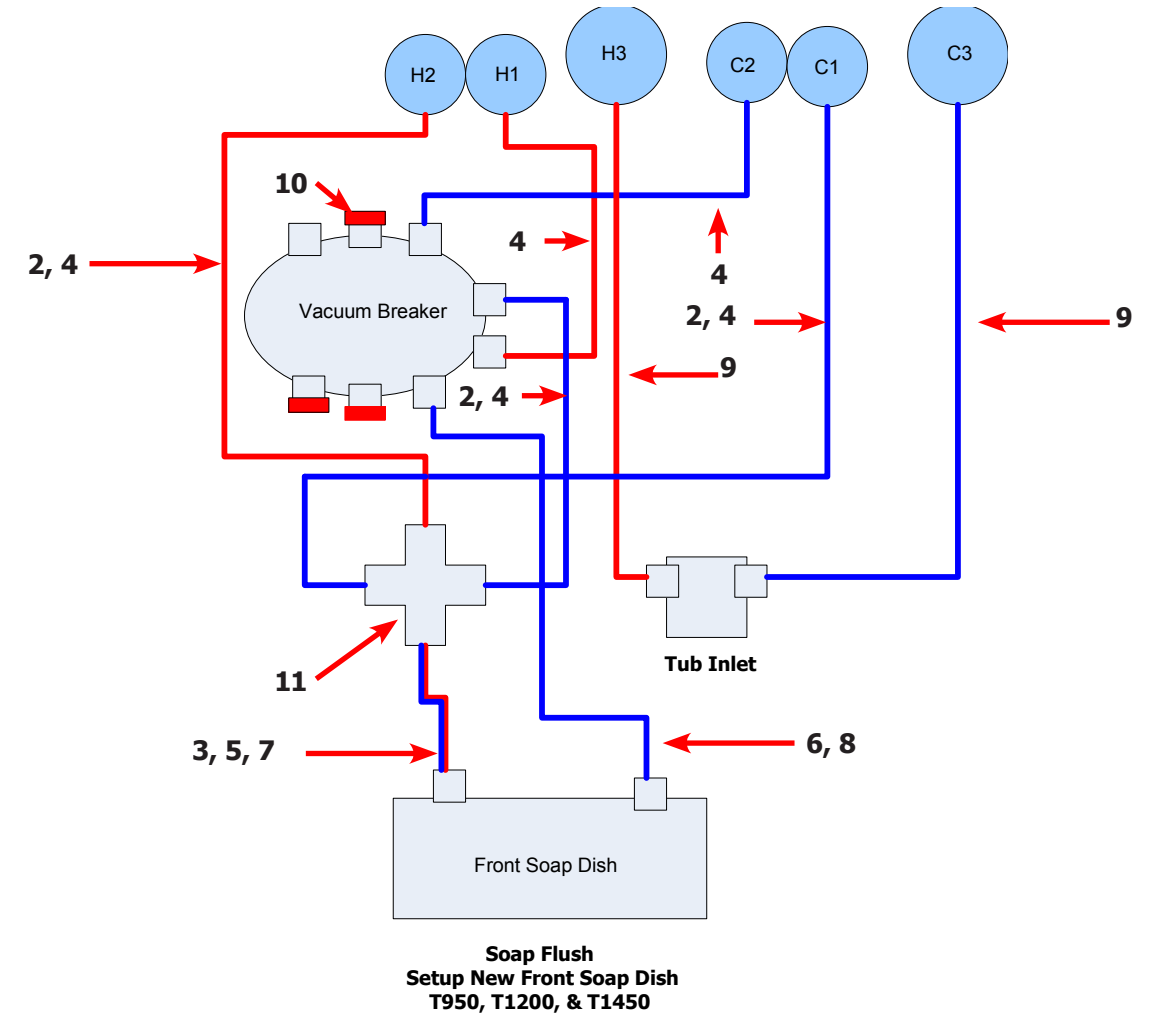 H2
H1
H3
C2
C1
C3
10
4
2, 4
4
Vacuum Breaker
2, 4
9
9
2, 4
11
Tub Inlet
3, 5, 7
6, 8
Front Soap Dish
Soap Flush
Setup New Front Soap Dish
T950, T1200, & T1450